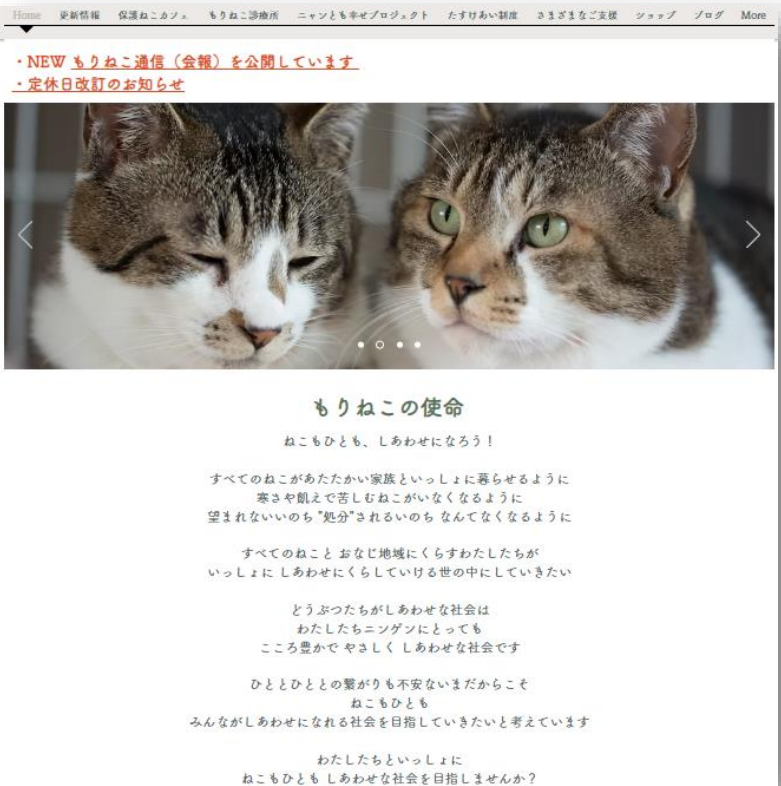 Home 更新情報 保護ねこカフェ もりねこ診療所 ニャンとも幸せプロジェクト たすけあい制度 さまざまなご支援 ショップ ブログ More
・NEW もりねこ通信（会報）を公開しています
・定休日改訂のお知らせ
もりねこの使命
ねこもひとも、しあわせになろう！
すべてのねこがあたたかい家族といっしょに暮らせるように
寒さや飢えで苦しむねこがいなくなるように
望まれないいのち "処分"されるいのち なんてなくなるように
すべてのねこと おなじ地域にくらすわたしたちが
いっしょに しあわせにくらしていける世の中にしていきたい
どうぶつたちがしあわせな社会は
わたしたちニンゲンにとっても
こころ豊かで やさしく しあわせな社会です
ひととひととの繋がりも不安ないまだからこそ
ねこもひとも
みんながしあわせになれる社会を目指していきたいと考えています
わたしたちといっしょに
ねこもひとも しあわせな社会を目指しませんか？